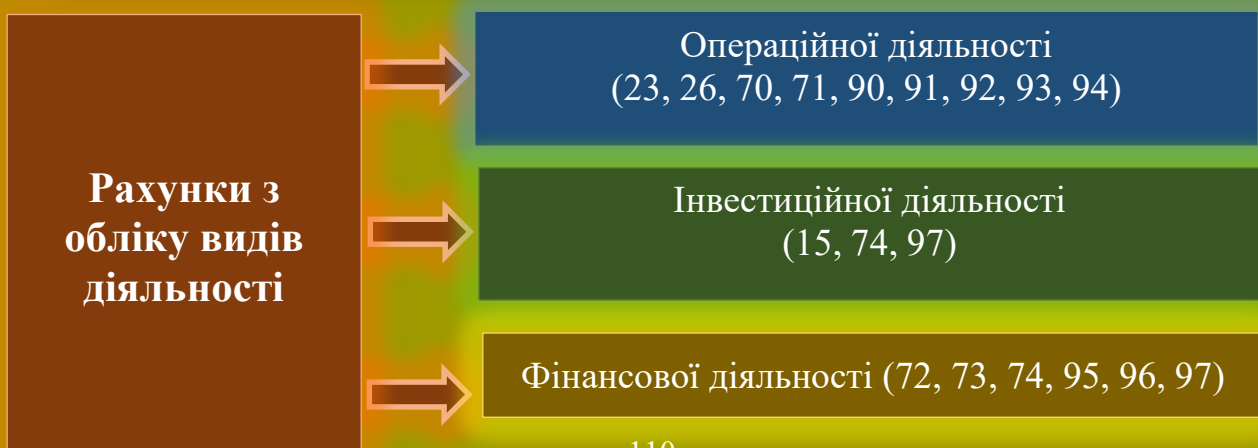 Рахунки з
обліку видів
діяльності
Операційної діяльності
(23, 26, 70, 71, 90, 91, 92, 93, 94)
Інвестиційної діяльності
(15, 74, 97)
Фінансової діяльності (72, 73, 74, 95, 96, 97)
110